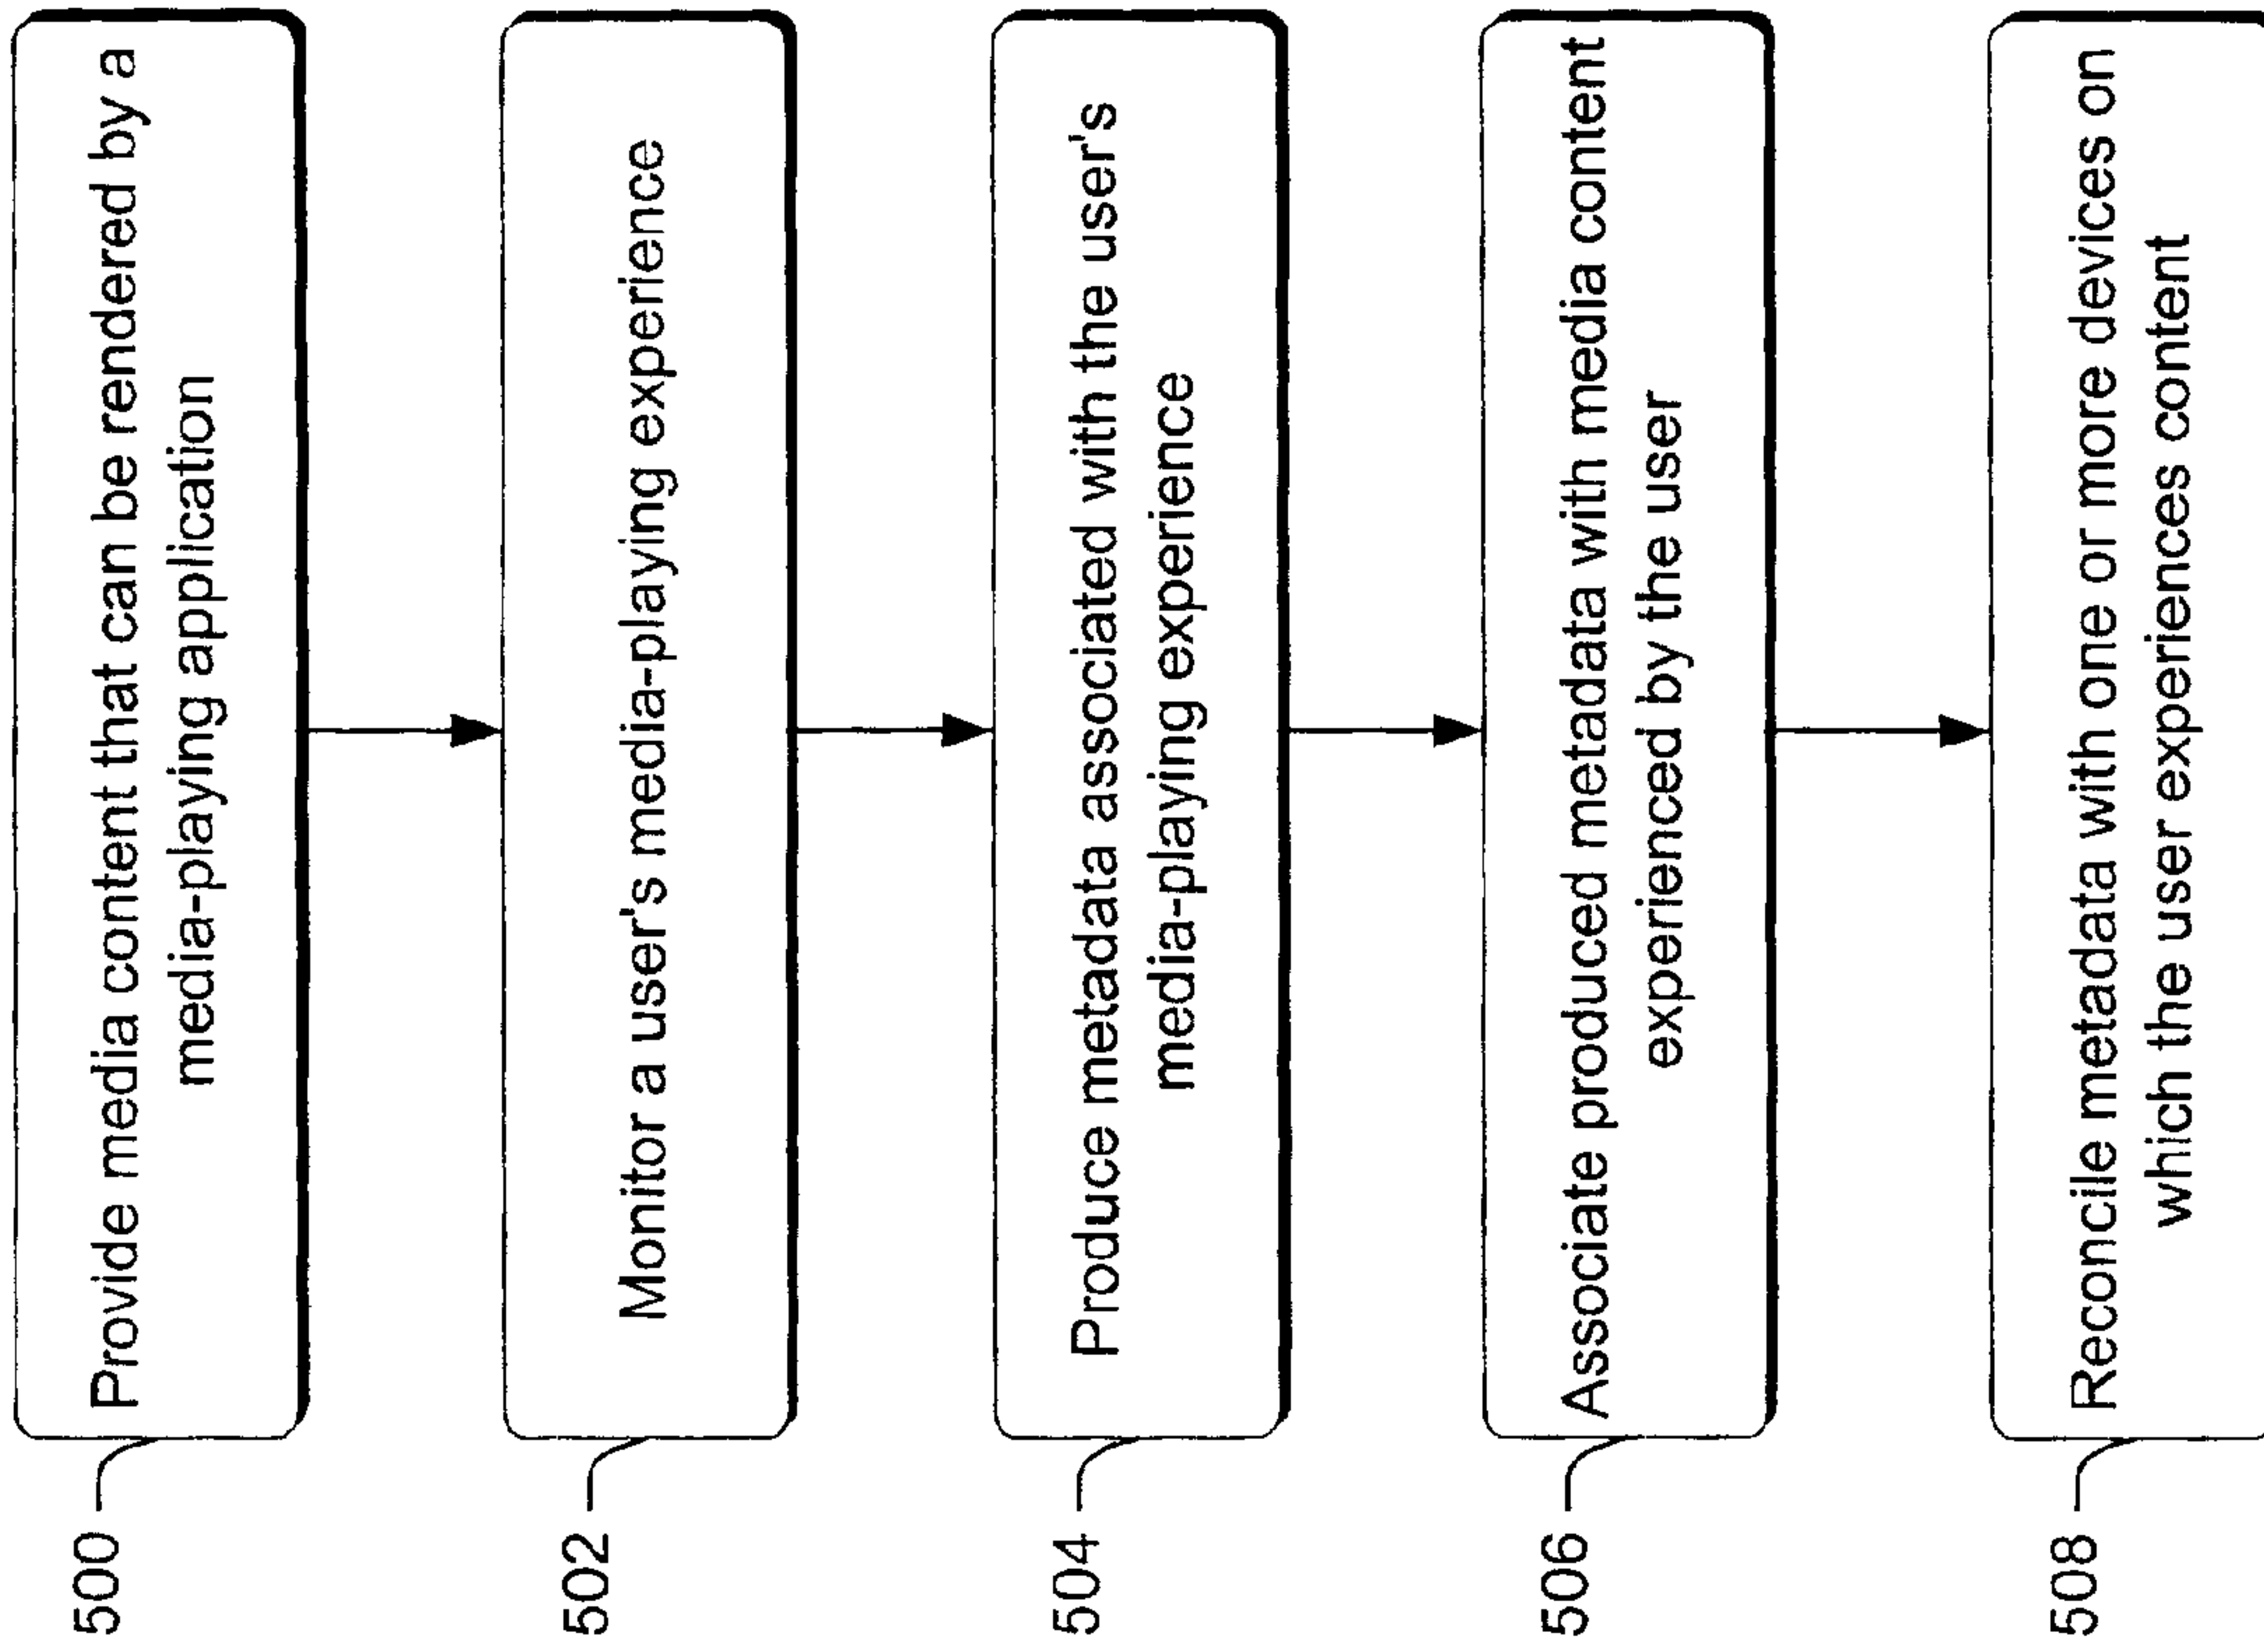 500
Provide media content that can be rendered by a
media-playing application
502
Monitor a user's media-playing experience
504
Produce metadata associated with the user's
media-playing experience
506
Associate produced metadata with media content
experienced by the user
508
Reconcile metadata with one or more devices on
which the user experiences content